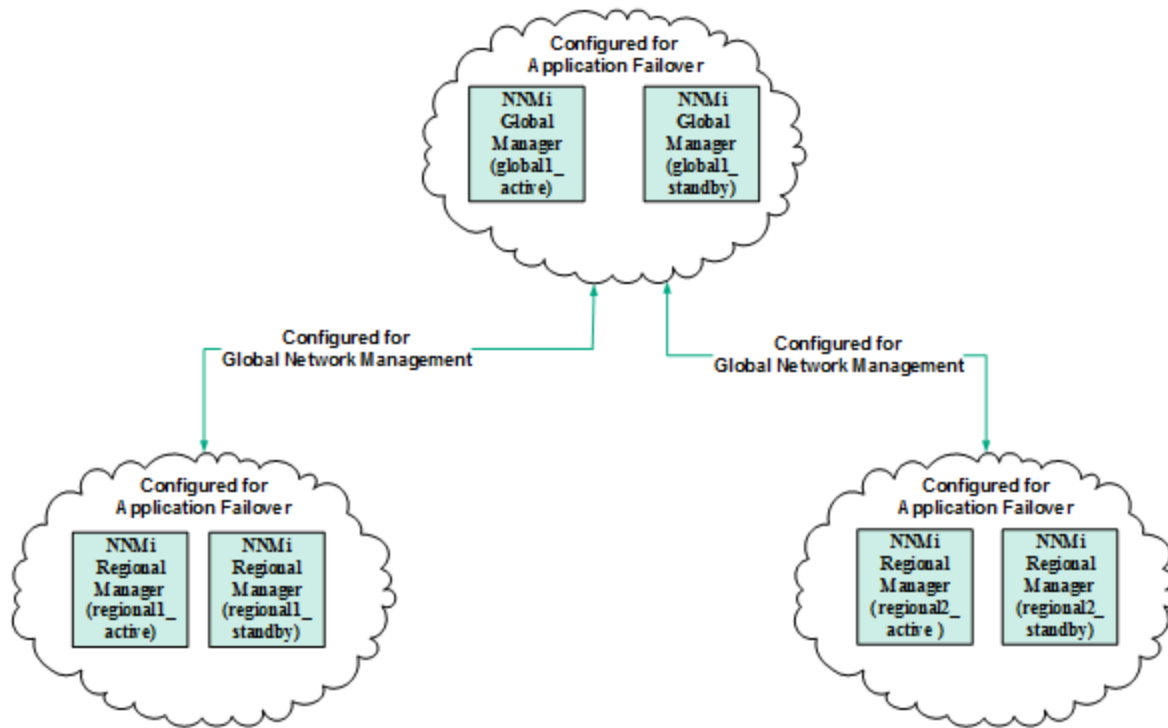 Configured for
Application Failover
NNMi
Global
Manager
(global1_
active)
NNMi
Global
Manager
(global1_
standby)
Configured for
Global Network Management
Configured for
Global Network Management
Configured for
Application Failover
NNMi
Regional
Manager
(regional1_
active)
NNMi
Regional
Manager
(regional1_
standby)
Configured for
Application Failover
NNMi
Regional
Manager
(regional2_
active )
NNMi
Regional
Manager
(regional2_
standby)